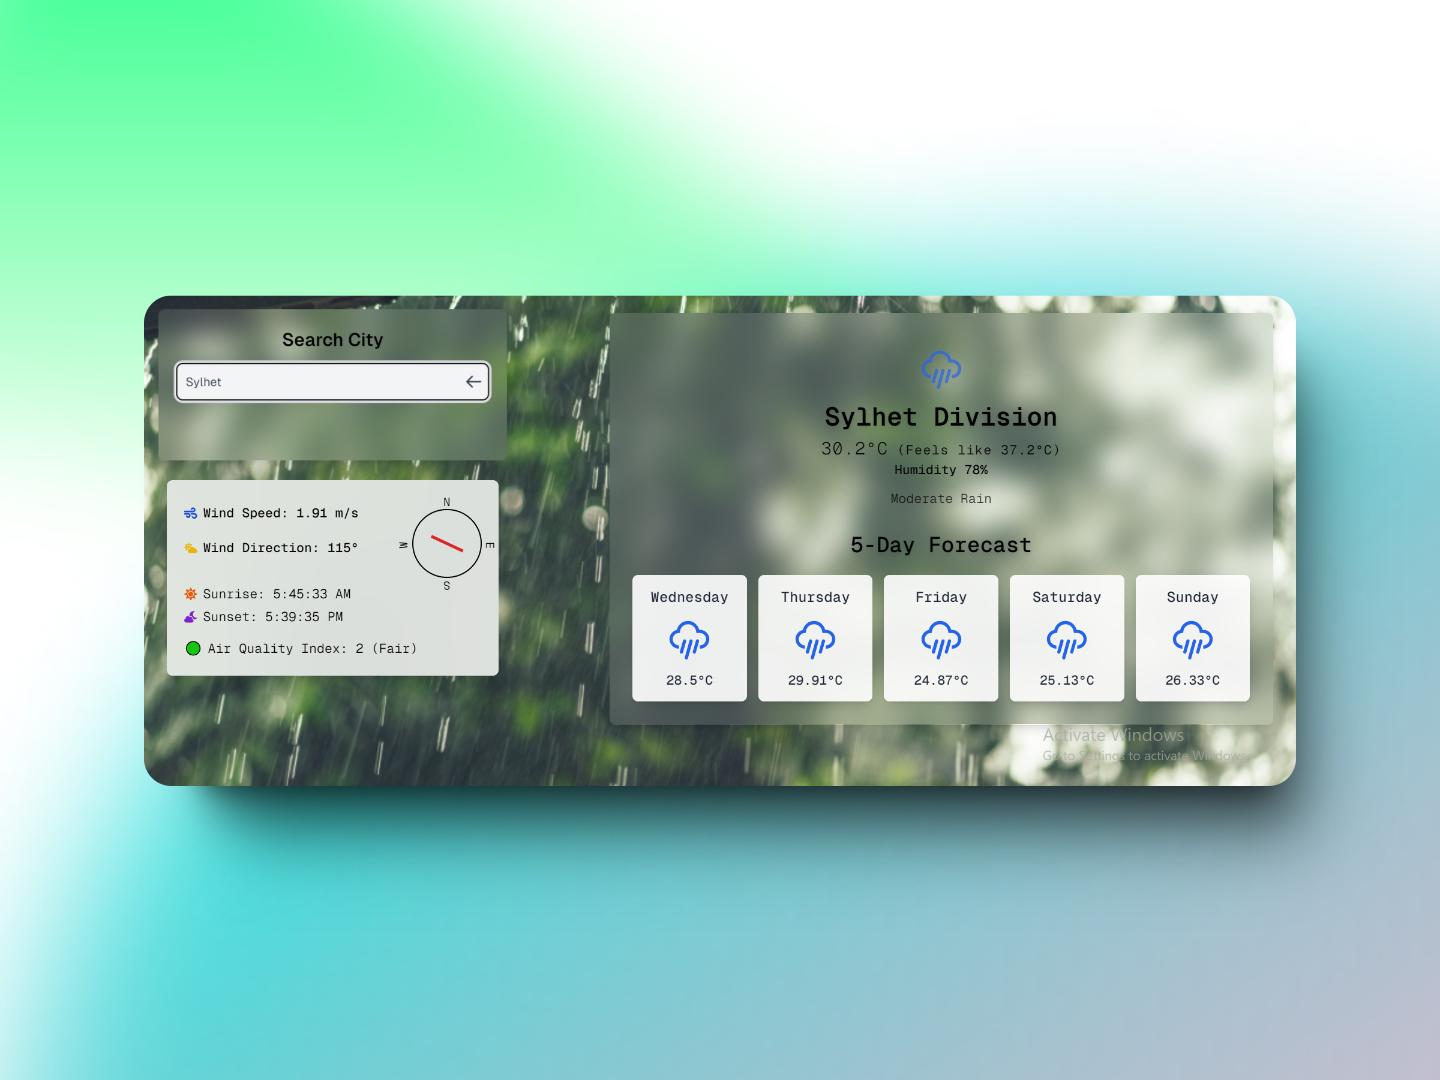 Search City
Sylhet
Wind Speed: 1.91 m/s
Wind Direction: 115°
N
W
E
S
Sunrise: 5:45:33 AM
Sunset: 5:39:35 PM
Air Quality Index: 2 (Fair)
Sylhet Division
30.2°C (Feels like 37.2°C)
Humidity 78%
Moderate Rain
5-Day Forecast
Wednesday
28.5°C
Thursday
29.91°C
Friday
24.87°C
Saturday
25.13°C
Sunday
26.33°C
Activate Windows
Go to Settings to activate Windows.